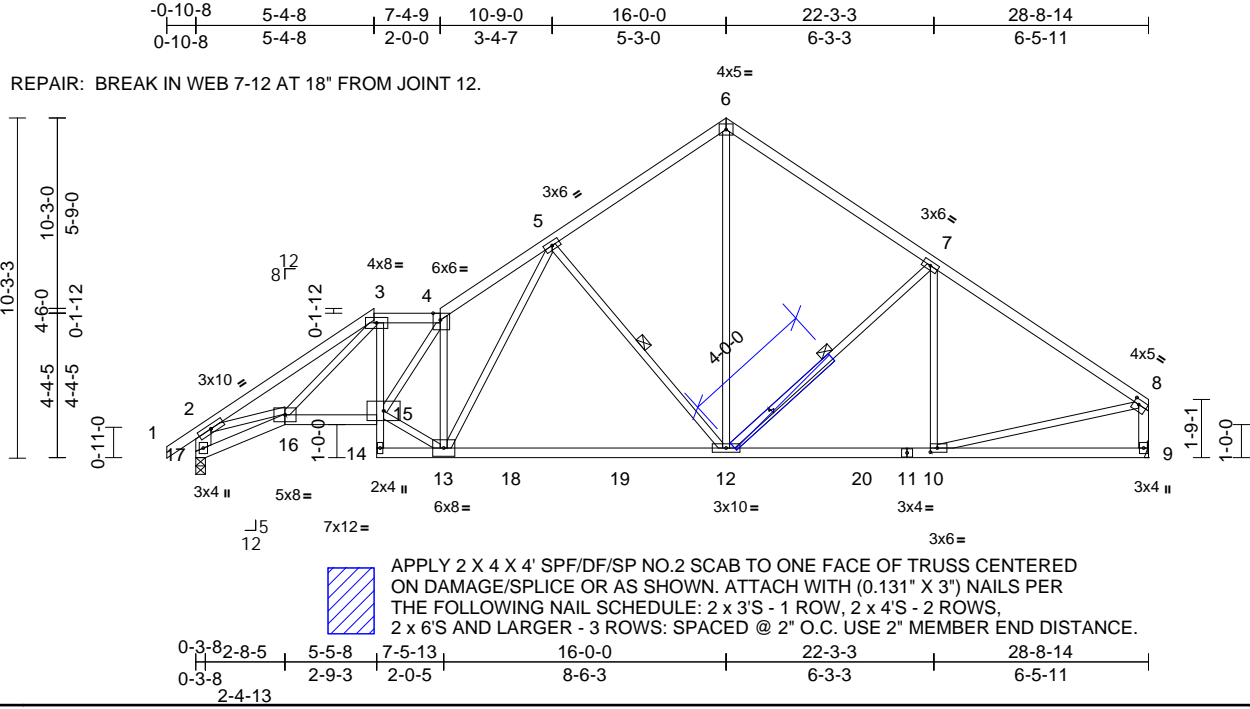 -0-10-8 5-4-8 7-4-9 10-9-0 16-0-0 22-3-3 28-8-14
0-10-8 5-4-8 2-0-0 3-4-7 5-3-0 6-3-3 6-5-11
REPAIR: BREAK IN WEB 7-12 AT 18" FROM JOINT 12.
4x5=
6
3x6
5
3x6
7
12
8
4x8=
6x6=
3
4
0-1-12
10-3-3
10-3-0
5-9-0
4-6-0
0-1-12
4-4-5
4-4-5
0-11-0
4-0-0
4x5
8
3x10
2
1
17
16
15
1-0-0
14
13
18
19
12
20
11
10
9
1-9-1
1-0-0
3x4
5x8=
2x4
6x8=
3x10=
3x4=
3x4
5
12
7x12=
3x6=
APPLY 2 X 4 X 4' SPF/DF/SP NO.2 SCAB TO ONE FACE OF TRUSS CENTERED
ON DAMAGE/SPLICE OR AS SHOWN. ATTACH WITH (0.131" X 3") NAILS PER
THE FOLLOWING NAIL SCHEDULE: 2 x 3'S - 1 ROW, 2 x 4'S - 2 ROWS,
2 x 6'S AND LARGER - 3 ROWS: SPACED @ 2" O.C. USE 2" MEMBER END DISTANCE.
0-3-8 2-8-5 5-5-8 7-5-13 16-0-0 22-3-3 28-8-14
0-3-8 2-4-13 2-9-3 2-0-5 8-6-3 6-3-3 6-5-11